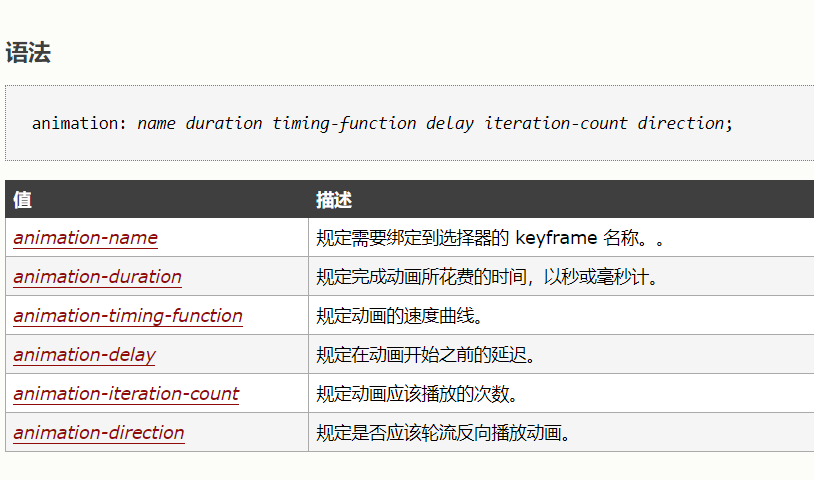 语法
animation: name duration timing-function delay iteration-count direction;
值 描述
animation-name 规定需要绑定到选择器的 keyframe 名称。。
animation-duration 规定完成动画所花费的时间，以秒或毫秒计。
animation-timing-function 规定动画的速度曲线。
animation-delay 规定在动画开始之前的延迟。
animation-iteration-count 规定动画应该播放的次数。
animation-direction 规定是否应该轮流反向播放动画。